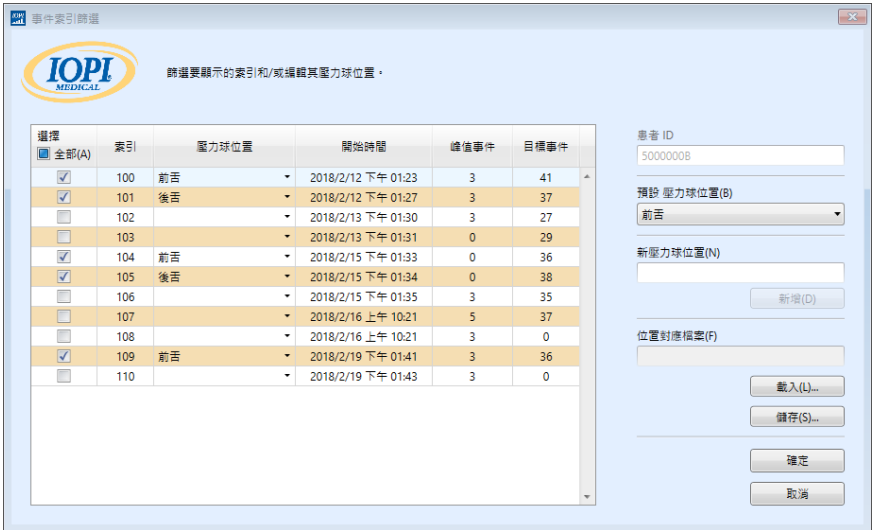 IOPI 事件索引篩選
IOPI
MEDICAL
篩選要顯示的索引和/或編輯其壓力球位置。
選擇
全部(A) 索引 壓力球位置 開始時間 峰值事件 目標事件
100 前舌 2018/2/12 下午 01:23 3 41
101 後舌 2018/2/12 下午 01:27 3 37
102 2018/2/13 下午 01:30 3 27
103 2018/2/13 下午 01:31 0 29
104 前舌 2018/2/15 下午 01:33 0 36
105 後舌 2018/2/15 下午 01:34 0 38
106 2018/2/15 下午 01:35 3 35
107 2018/2/16 上午 10:21 5 37
108 2018/2/16 上午 10:21 3 0
109 前舌 2018/2/19 下午 01:41 3 36
110 2018/2/19 下午 01:43 3 0
患者 ID
5000000B
預設 壓力球位置(B)
前舌
新壓力球位置(N)
新增(D)
位置對應檔案(F)
載入(L)...
儲存(S)...
確定
取消